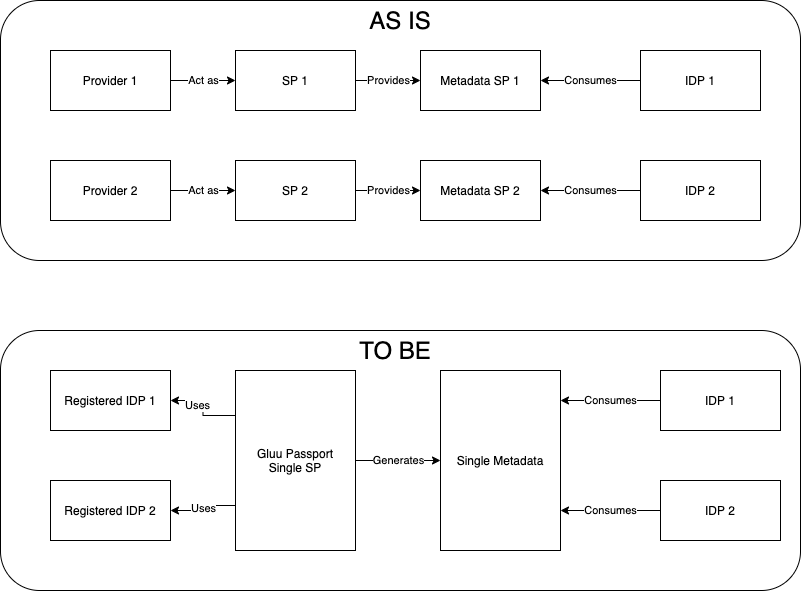 AS IS
Provider 1
Act as
SP 1
Provides
Metadata SP 1
Consumes
IDP 1
Provider 2
Act as
SP 2
Provides
Metadata SP 2
Consumes
IDP 2
TO BE
Registered IDP 1
Uses
Gluu Passport
Single SP
Generates
Single Metadata
Consumes
IDP 1
Registered IDP 2
Uses
Consumes
IDP 2